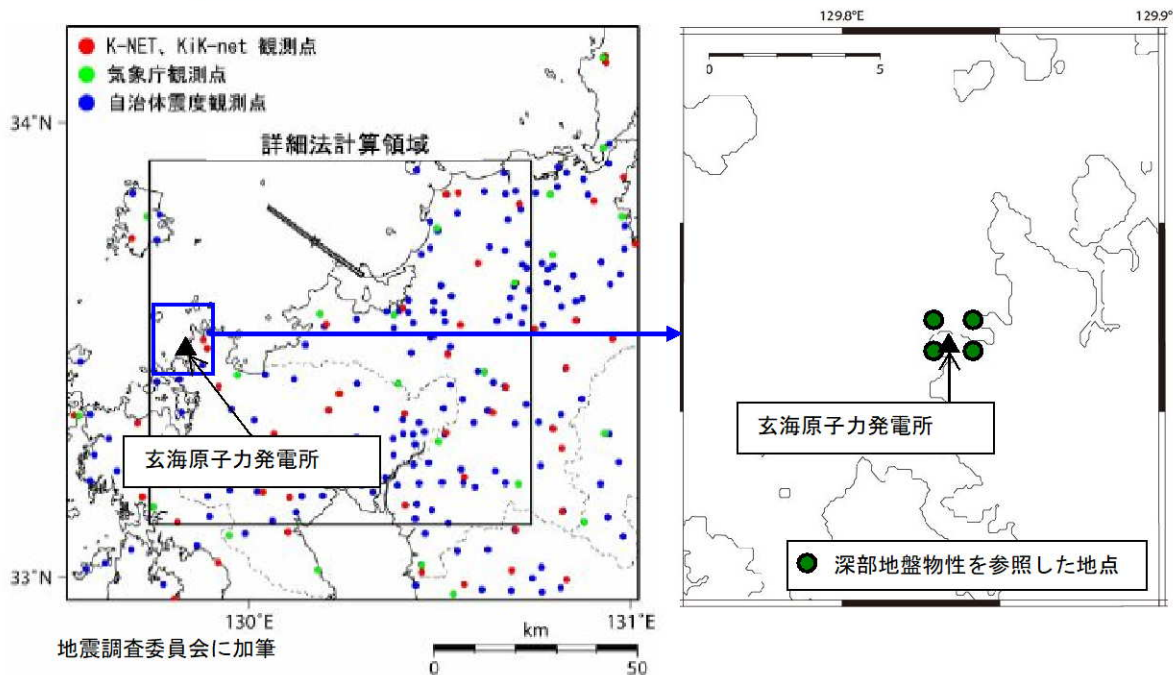 K-NET、KiK-net 観測点
気象庁観測点
自治体震度観測点
34°N
詳細法計算領域
玄海原子力発電所
33°N
130°E
131°E
地震調査委員会に加筆
km
0
50
129.8°
129.9°
0
5
玄海原子力発電所
深部地盤物性を参照した地点